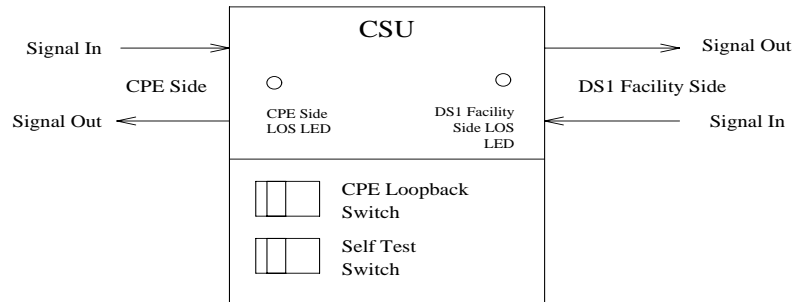 CSU
Signal In
Signal Out
CPE Side
DS1 Facility Side
Signal Out
Signal In
CPE Side
LOS LED
DS1 Facility
Side LOS
LED
CPE Loopback
Switch
Self Test
Switch